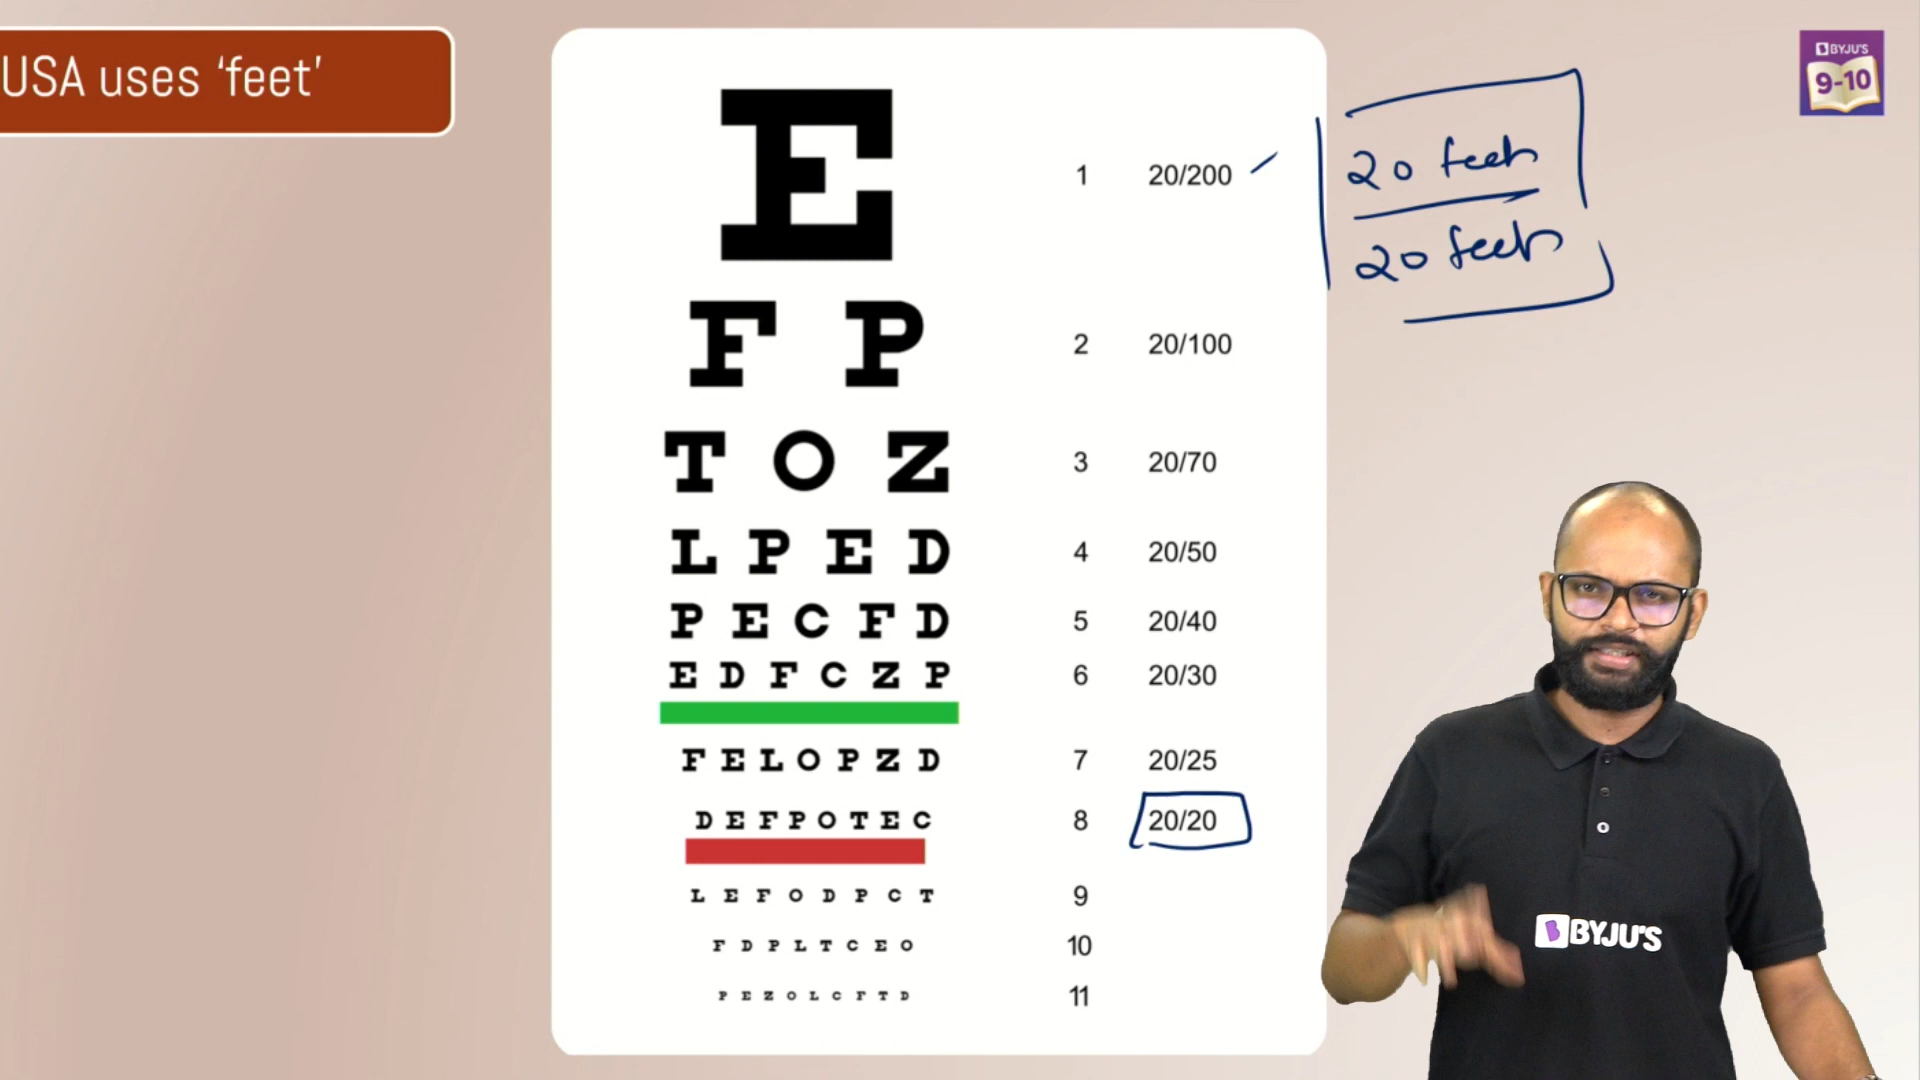 USA uses ‘feet’
BYJU'S
9-10
E 1 20/200
20 feet
20 feet
F P 2 20/100
T O Z 3 20/70
L P E D 4 20/50
P E C F D 5 20/40
E D F C Z P 6 20/30
F E L O P Z D 7 20/25
D E F P O T E C 8 20/20
L E F O D P C T 9
F D P L T C E O 10
P E Z O L C F T D 11
BYJU'S